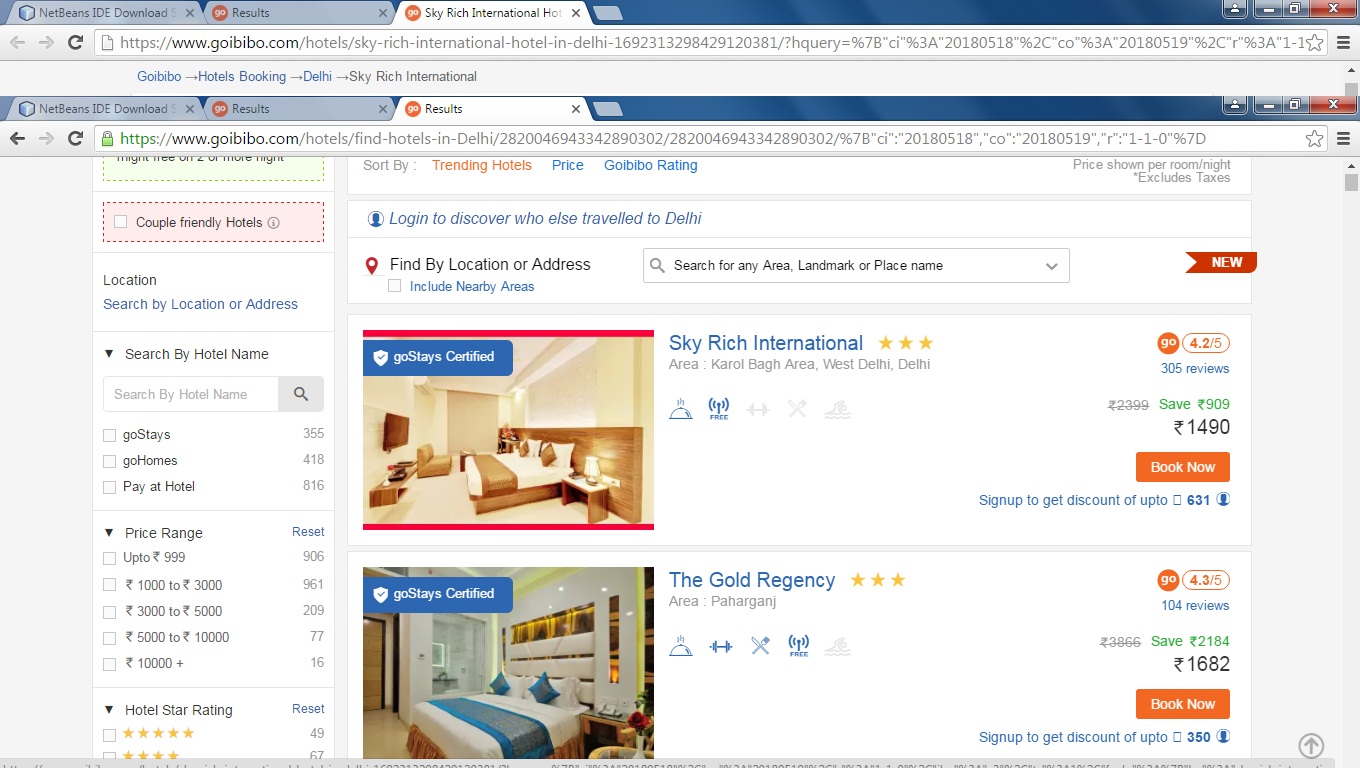 NetBeans IDE Download S
Results
Sky Rich International Hot
https://www.goibibo.com/hotels/sky-rich-international-hotel-in-delhi-1692313298429120381/?hquery=%7B"ci"%3A"20180518"%2C"co"%3A"20180519"%2C"r"%3A"1-1
Goibibo →Hotels Booking →Delhi →Sky Rich International
NetBeans IDE Download S
Results
Results
https://www.goibibo.com/hotels/find-hotels-in-Delhi/2820046943342890302/2820046943342890302/%7B"ci":"20180518","co":"20180519","r":"1-1-0"%7D
night free on 2 or more night
Couple friendly Hotels
Location
Search by Location or Address
Search By Hotel Name
Search By Hotel Name
goStays 355
goHomes 418
Pay at Hotel 816
Price Range Reset
Upto ₹ 999 906
₹ 1000 to ₹ 3000 961
₹ 3000 to ₹ 5000 209
₹ 5000 to ₹ 10000 77
₹ 10000 + 16
Hotel Star Rating Reset
49
67
Sort By : Trending Hotels Price Goibibo Rating
Price shown per room/night
*Excludes Taxes
Login to discover who else travelled to Delhi
Find By Location or Address
Search for any Area, Landmark or Place name
NEW
Include Nearby Areas
goStays Certified
Sky Rich International
Area : Karol Bagh Area, West Delhi, Delhi
FREE
go 4.2/5
305 reviews
₹2399 Save ₹909
₹1490
Book Now
Signup to get discount of upto 631
goStays Certified
The Gold Regency
Area : Paharganj
FREE
go 4.3/5
104 reviews
₹3866 Save ₹2184
₹1682
Book Now
Signup to get discount of upto 350